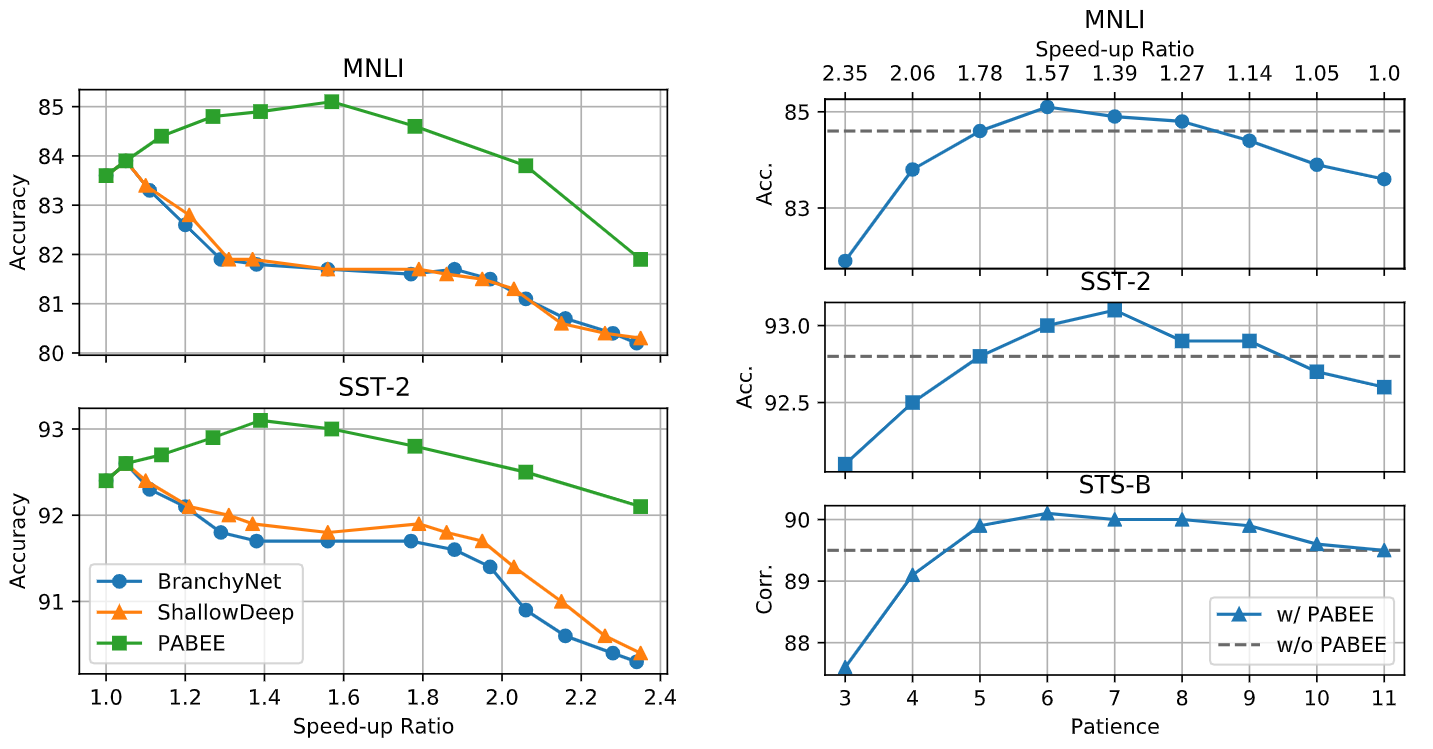 MNLI
85
84
83
82
81
80
Accuracy
SST-2
93
92
91
Accuracy
BranchyNet
ShallowDeep
PABEE
1.0 1.2 1.4 1.6 1.8 2.0 2.2 2.4
Speed-up Ratio
MNLI
Speed-up Ratio
2.35 2.06 1.78 1.57 1.39 1.27 1.14 1.05 1.0
85
83
Acc.
SST-2
93.0
92.5
Acc.
STS-B
90
89
88
Corr.
w/ PABEE
w/o PABEE
3 4 5 6 7 8 9 10 11
Patience